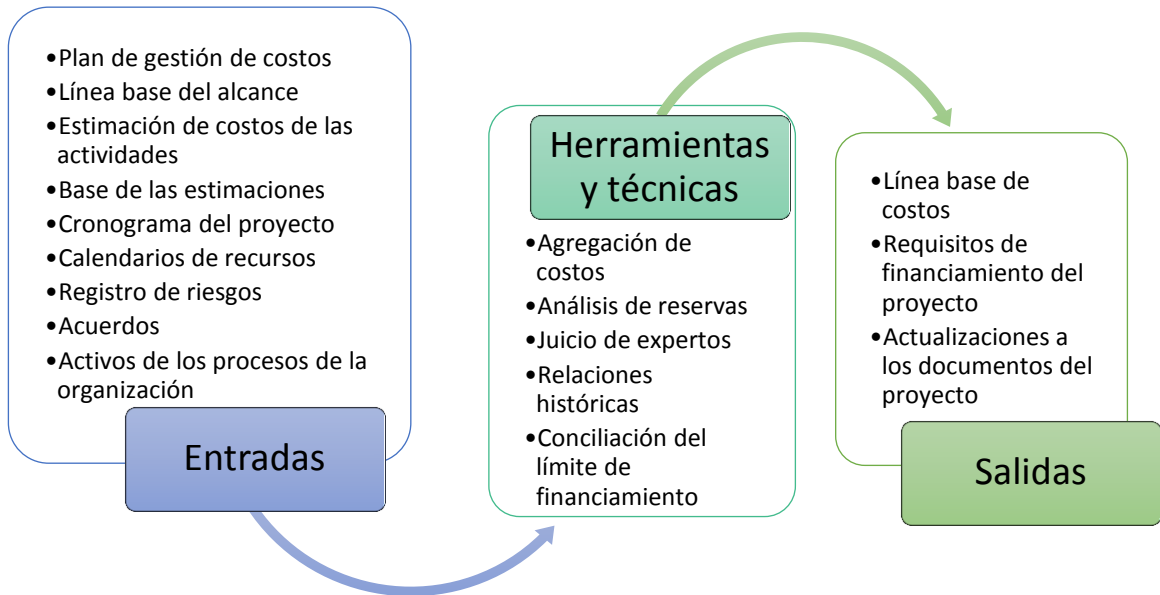 •Plan de gestión de costos
•Línea base del alcance
•Estimación de costos de las
actividades
•Base de las estimaciones
•Cronograma del proyecto
•Calendarios de recursos
•Registro de riesgos
•Acuerdos
•Activos de los procesos de la
organización
Entradas
Herramientas
y técnicas
•Agregación de
costos
•Análisis de reservas
•Juicio de expertos
•Relaciones
históricas
•Conciliación del
límite de
financiamiento
•Línea base de
costos
•Requisitos de
financiamiento del
proyecto
•Actualizaciones a
los documentos del
proyecto
Salidas